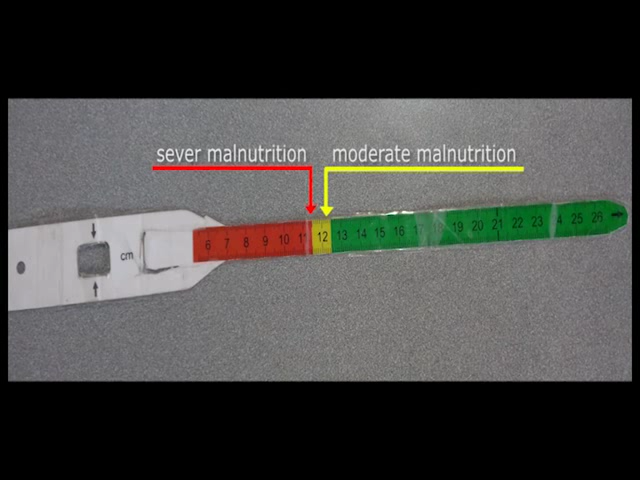 sever malnutrition moderate malnutrition
cm 6 7 8 9 10 11 12 13 14 15 16 17 18 19 20 21 22 23 24 25 26